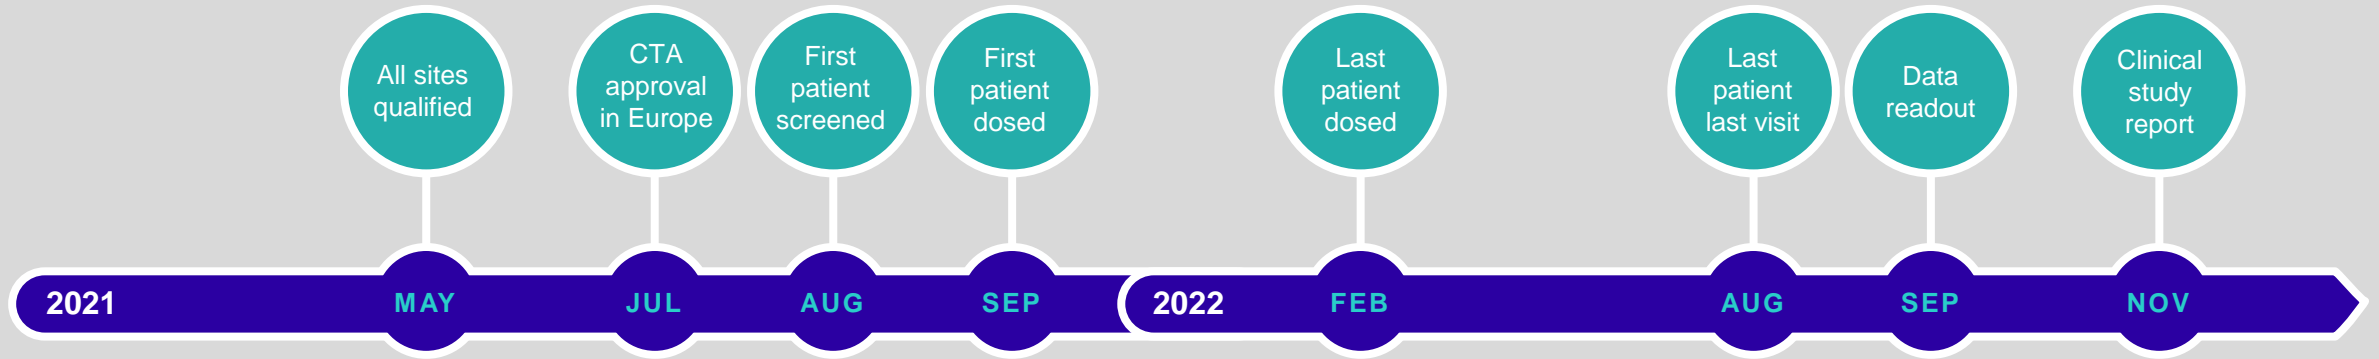 All sites
qualified
CTA
approval
in Europe
First
patient
screened
First
patient
dosed
Last
patient
dosed
Last
patient
last visit
Data
readout
Clinical
study
report
2021
MAY
JUL
AUG
SEP
2022
FEB
AUG
SEP
NOV